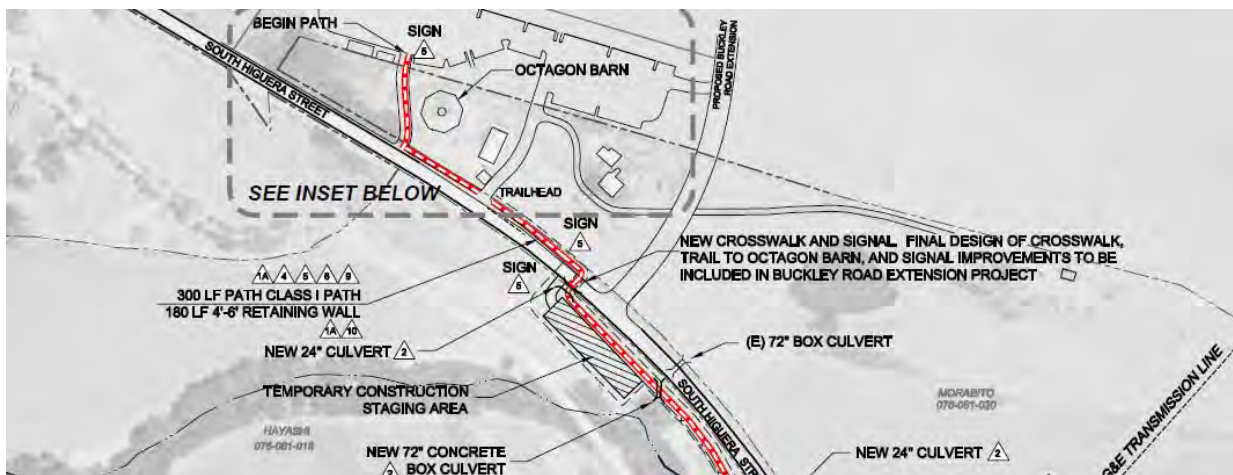 BEGIN PATH
SIGN
5
SOUTH HIGUERA STREET
OCTAGON BARN
PROPOSED BUCKLEY
ROAD EXTENSION
SEE INSET BELOW
TRAILHEAD
SIGN
5
NEW CROSSWALK AND SIGNAL FINAL DESIGN OF CROSSWALK,
TRAIL TO OCTAGON BARN, AND SIGNAL IMPROVEMENTS TO BE
INCLUDED IN BUCKLEY ROAD EXTENSION PROJECT
SIGN
5
1A 4 5 6 9
300 LF PATH CLASS I PATH
180 LF 4'-6' RETAINING WALL
1A 10
NEW 24" CULVERT 2
(E) 72" BOX CULVERT
TEMPORARY CONSTRUCTION
STAGING AREA
SOUTH HIGUERA STR
MORABITO
076-081-020
HAYASHI
076-081-018
NEW 72" CONCRETE
2 BOX CULVERT
NEW 24" CULVERT 2
G&E TRANSMISSION LINE